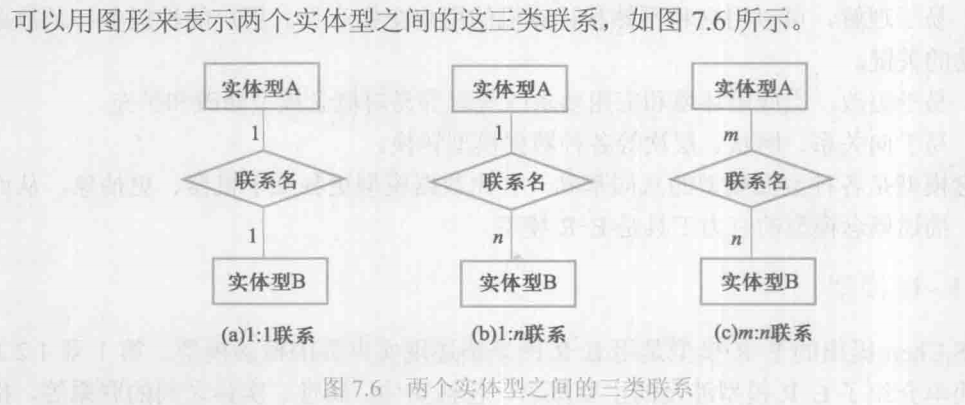 可以用图形来表示两个实体型之间的这三类联系，如图 7.6 所示。
实体型A 实体型A 实体型A
1 1 m
联系名 联系名 联系名
1 n n
实体型B 实体型B 实体型B
(a)1:1联系 (b)1:n联系 (c)m:n联系
图 7.6 两个实体型之间的三类联系